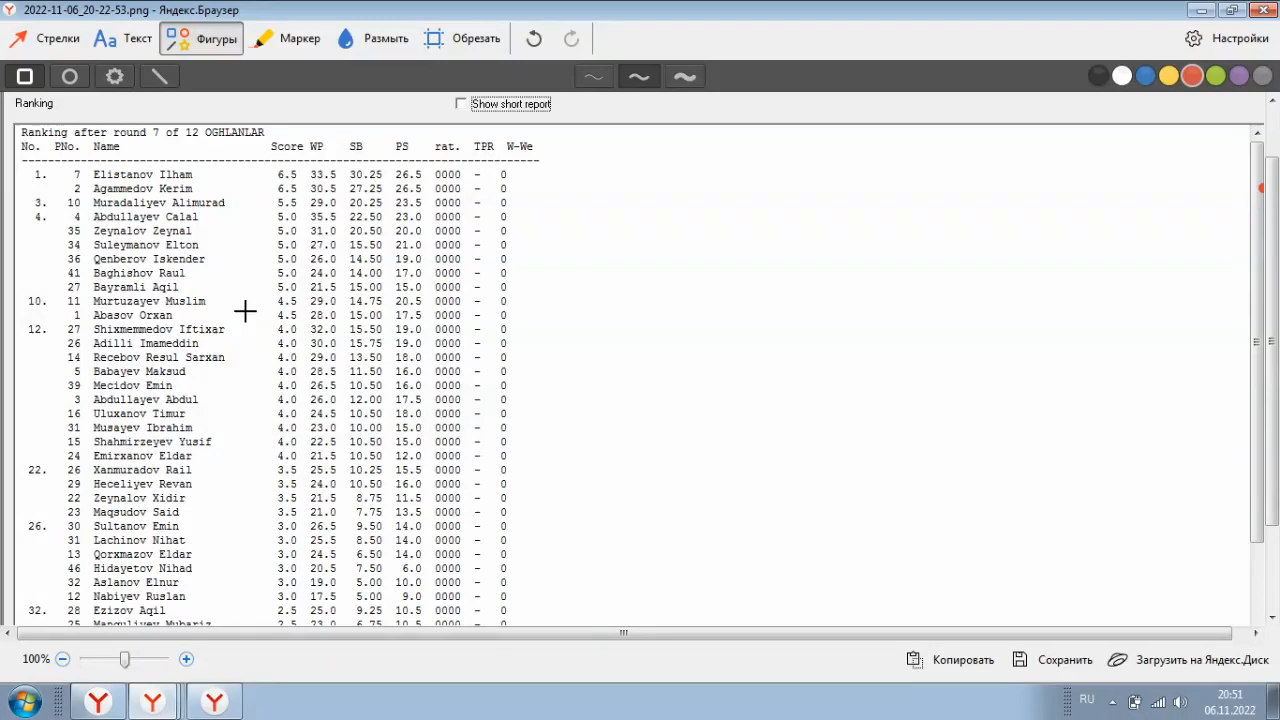 2022-11-06_20-22-53.png - Яндекс.Браузер
Стрелки Текст Фигуры Маркер Размыть Обрезать Настройки
Ranking Show short report
Ranking after round 7 of 12 OGHLANLAR
No. PNo. Name Score WP SB PS rat. TPR W-We
1. 7 Elistanov Ilham 6.5 33.5 30.25 26.5 0000 - 0
2 Agammedov Kerim 6.5 30.5 27.25 26.5 0000 - 0
3. 10 Muradaliyev Alimurad 5.5 29.0 20.25 23.5 0000 - 0
4. 4 Abdullayev Calal 5.0 35.5 22.50 23.0 0000 - 0
35 Zeynalov Zeynal 5.0 31.0 20.50 20.0 0000 - 0
34 Suleymanov Elton 5.0 27.0 15.50 21.0 0000 - 0
36 Qenberov Iskender 5.0 26.0 14.50 19.0 0000 - 0
41 Baghishov Raul 5.0 24.0 14.00 17.0 0000 - 0
27 Bayramli Aqil 5.0 21.5 15.00 15.0 0000 - 0
10. 11 Murtuzayev Muslim 4.5 29.0 14.75 20.5 0000 - 0
1 Abasov Orxan 4.5 28.0 15.00 17.5 0000 - 0
12. 27 Shixmemmedov Iftixar 4.0 32.0 15.50 19.0 0000 - 0
26 Adilli Imameddin 4.0 30.0 15.75 19.0 0000 - 0
14 Recebov Resul Sarxan 4.0 29.0 13.50 18.0 0000 - 0
5 Babayev Maksud 4.0 28.5 11.50 16.0 0000 - 0
39 Mecidov Emin 4.0 26.5 10.50 16.0 0000 - 0
3 Abdullayev Abdul 4.0 26.0 12.00 17.5 0000 - 0
16 Uluxanov Timur 4.0 24.5 10.50 18.0 0000 - 0
31 Musayev Ibrahim 4.0 23.0 10.00 15.0 0000 - 0
15 Shahmirzeyev Yusif 4.0 22.5 10.50 15.0 0000 - 0
24 Emirxanov Eldar 4.0 21.5 10.50 12.0 0000 - 0
22. 26 Xanmuradov Rail 3.5 25.5 10.25 15.5 0000 - 0
29 Heceliyev Revan 3.5 24.0 10.50 16.0 0000 - 0
22 Zeynalov Xidir 3.5 21.5 8.75 11.5 0000 - 0
23 Maqsudov Said 3.5 21.0 7.75 13.5 0000 - 0
26. 30 Sultanov Emin 3.0 26.5 9.50 14.0 0000 - 0
31 Lachinov Nihat 3.0 25.5 8.50 14.0 0000 - 0
13 Qorxmazov Eldar 3.0 24.5 6.50 14.0 0000 - 0
46 Hidayetov Nihad 3.0 20.5 7.50 6.0 0000 - 0
32 Aslanov Elnur 3.0 19.0 5.00 10.0 0000 - 0
12 Nabiyev Ruslan 3.0 17.5 5.00 9.0 0000 - 0
32. 28 Ezizov Aqil 2.5 25.0 9.25 10.5 0000 - 0
25 Manguliyev Mubariz 2.5 23.0 6.75 10.5 0000 - 0
100% Копировать Сохранить Загрузить на Яндекс.Диск
RU 20:51
06.11.2022